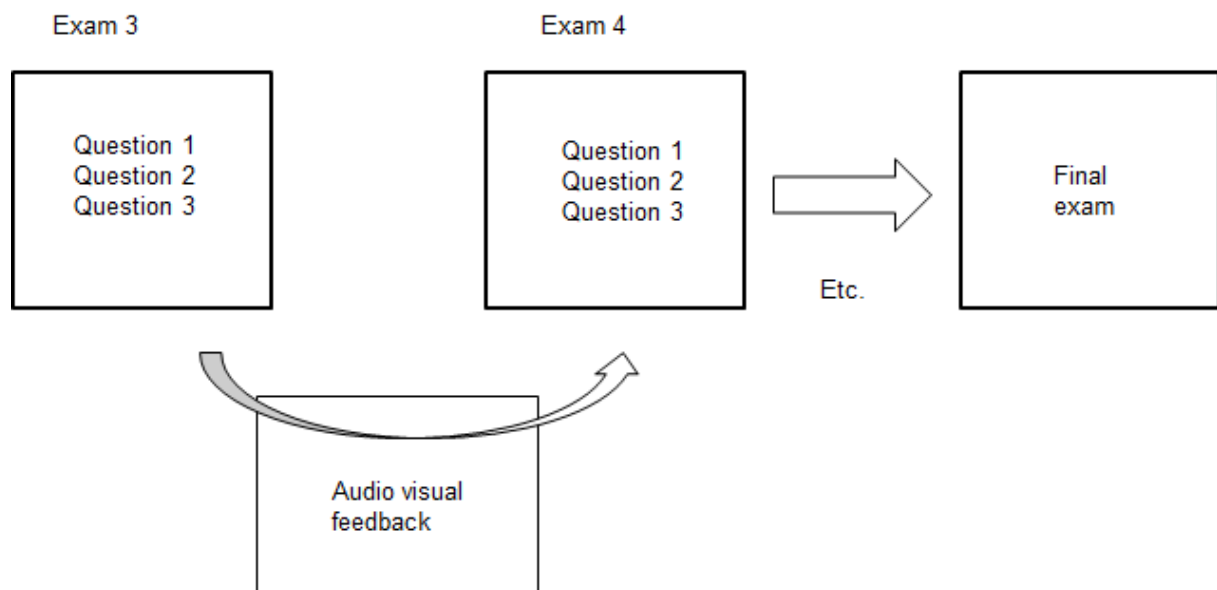 Exam 3
Exam 4
Question 1
Question 2
Question 3
Question 1
Question 2
Question 3
Final
exam
Etc.
Audio visual
feedback